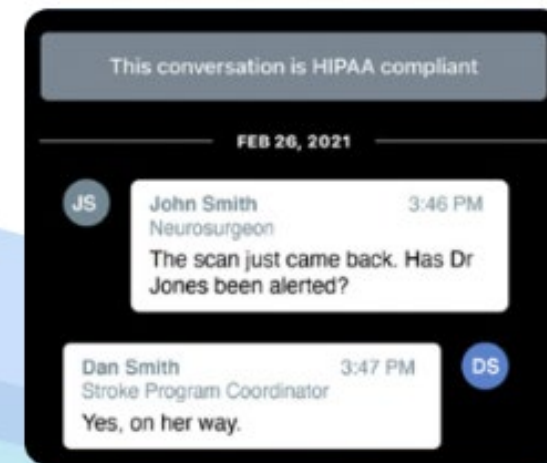 This conversation is HIPAA compliant
FEB 26, 2021
JS
John Smith 3:46 PM
Neurosurgeon
The scan just came back. Has Dr
Jones been alerted?
Dan Smith 3:47 PM
DS
Stroke Program Coordinator
Yes, on her way.